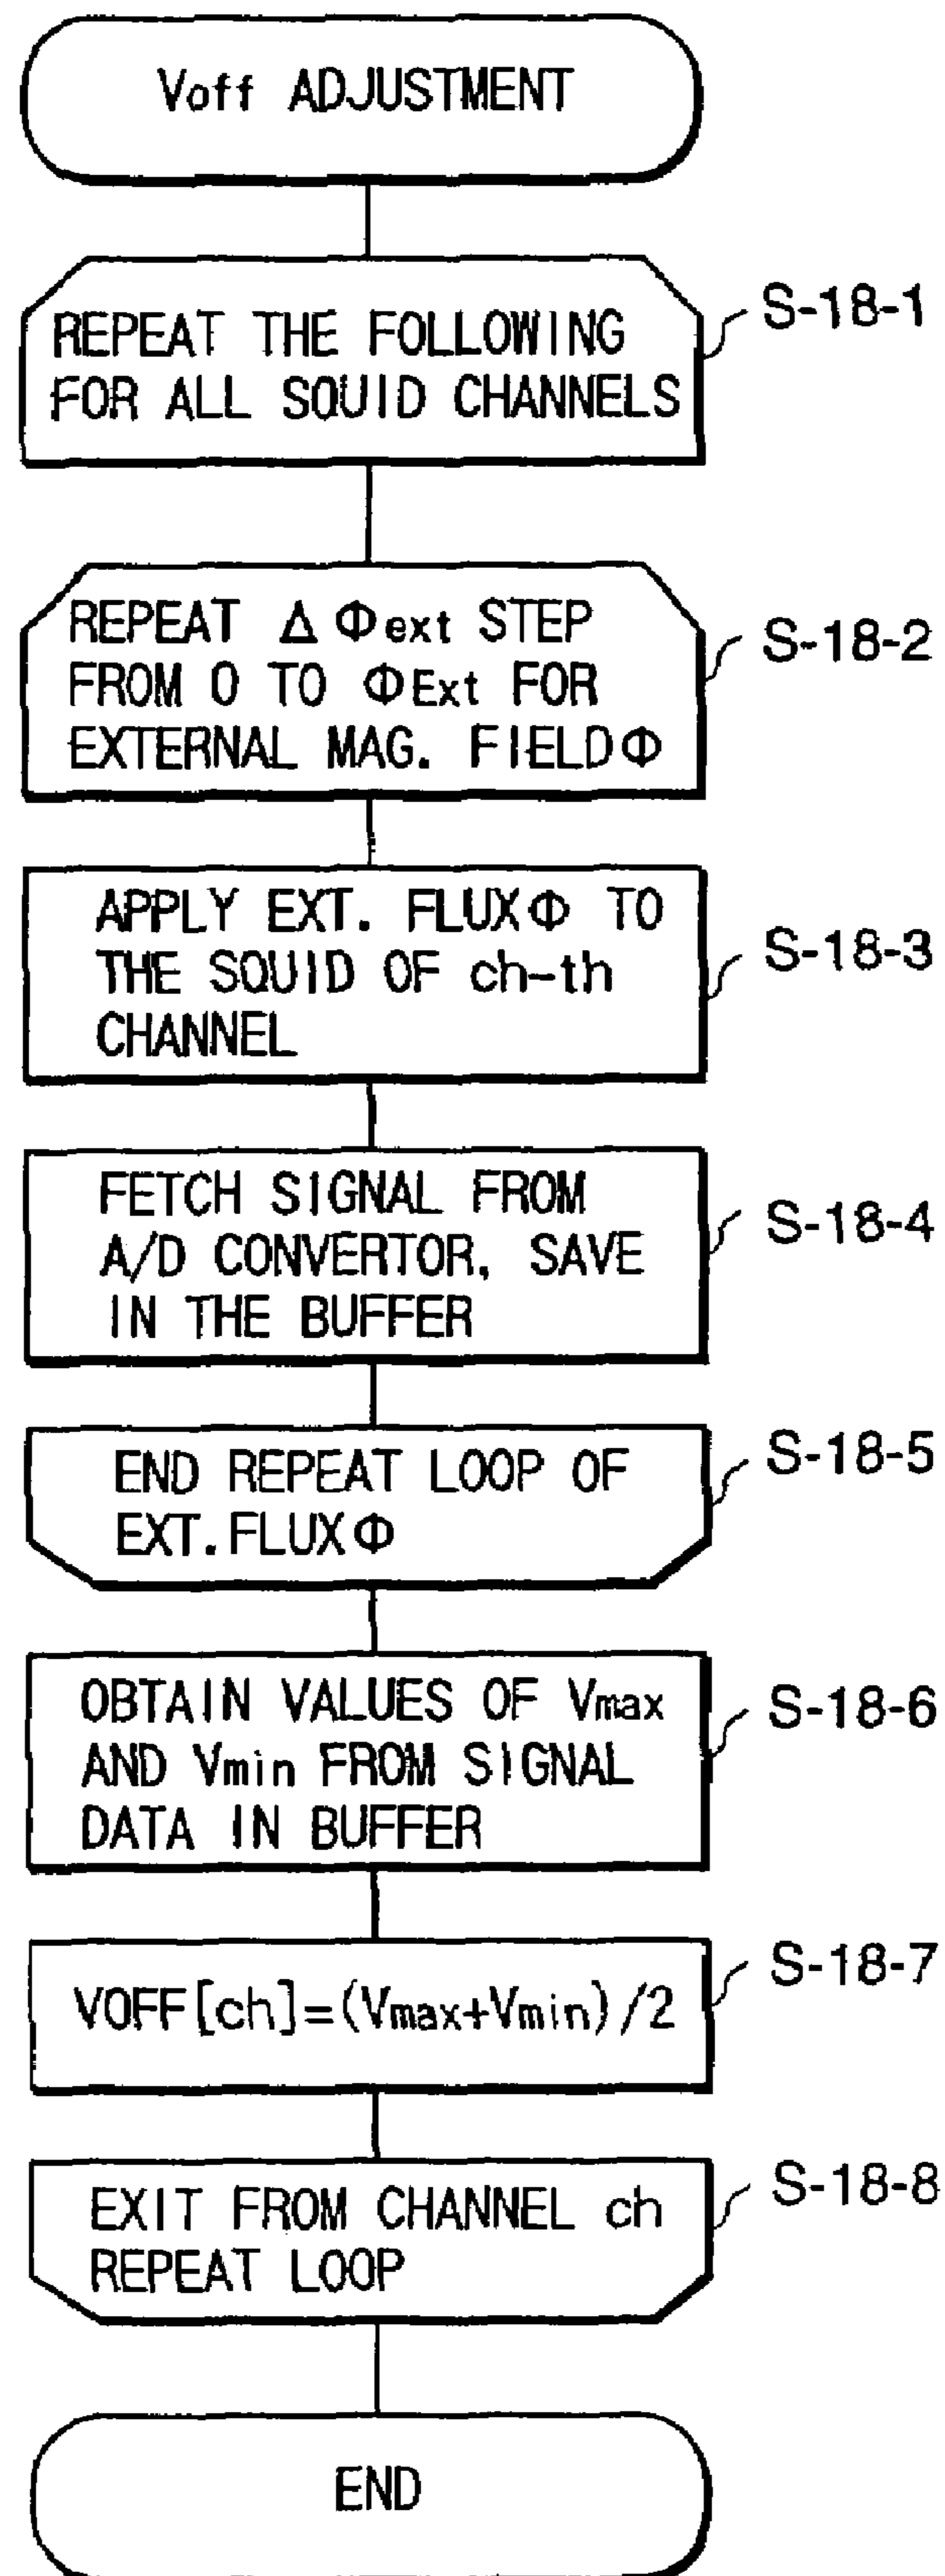 Voff ADJUSTMENT
REPEAT THE FOLLOWING
FOR ALL SQUID CHANNELS
S-18-1
REPEAT Δ Φext STEP
FROM 0 TO ΦExt FOR
EXTERNAL MAG. FIELDΦ
S-18-2
APPLY EXT. FLUXΦ TO
THE SQUID OF ch-th
CHANNEL
S-18-3
FETCH SIGNAL FROM
A/D CONVERTOR, SAVE
IN THE BUFFER
S-18-4
END REPEAT LOOP OF
EXT.FLUXΦ
S-18-5
OBTAIN VALUES OF Vmax
AND Vmin FROM SIGNAL
DATA IN BUFFER
S-18-6
VOFF[ch]=(Vmax+Vmin)/2
S-18-7
EXIT FROM CHANNEL ch
REPEAT LOOP
S-18-8
END